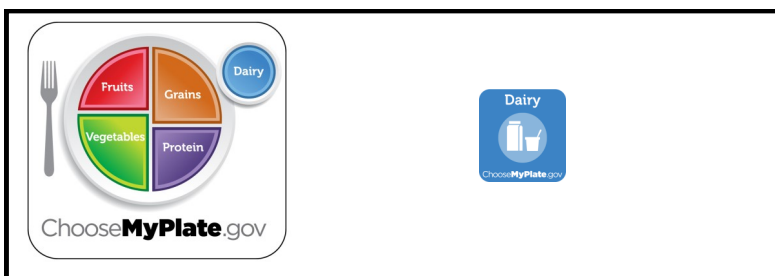 Fruits
Grains
Dairy
Vegetables
Protein
ChooseMyPlate.gov
Dairy
ChooseMyPlate.gov